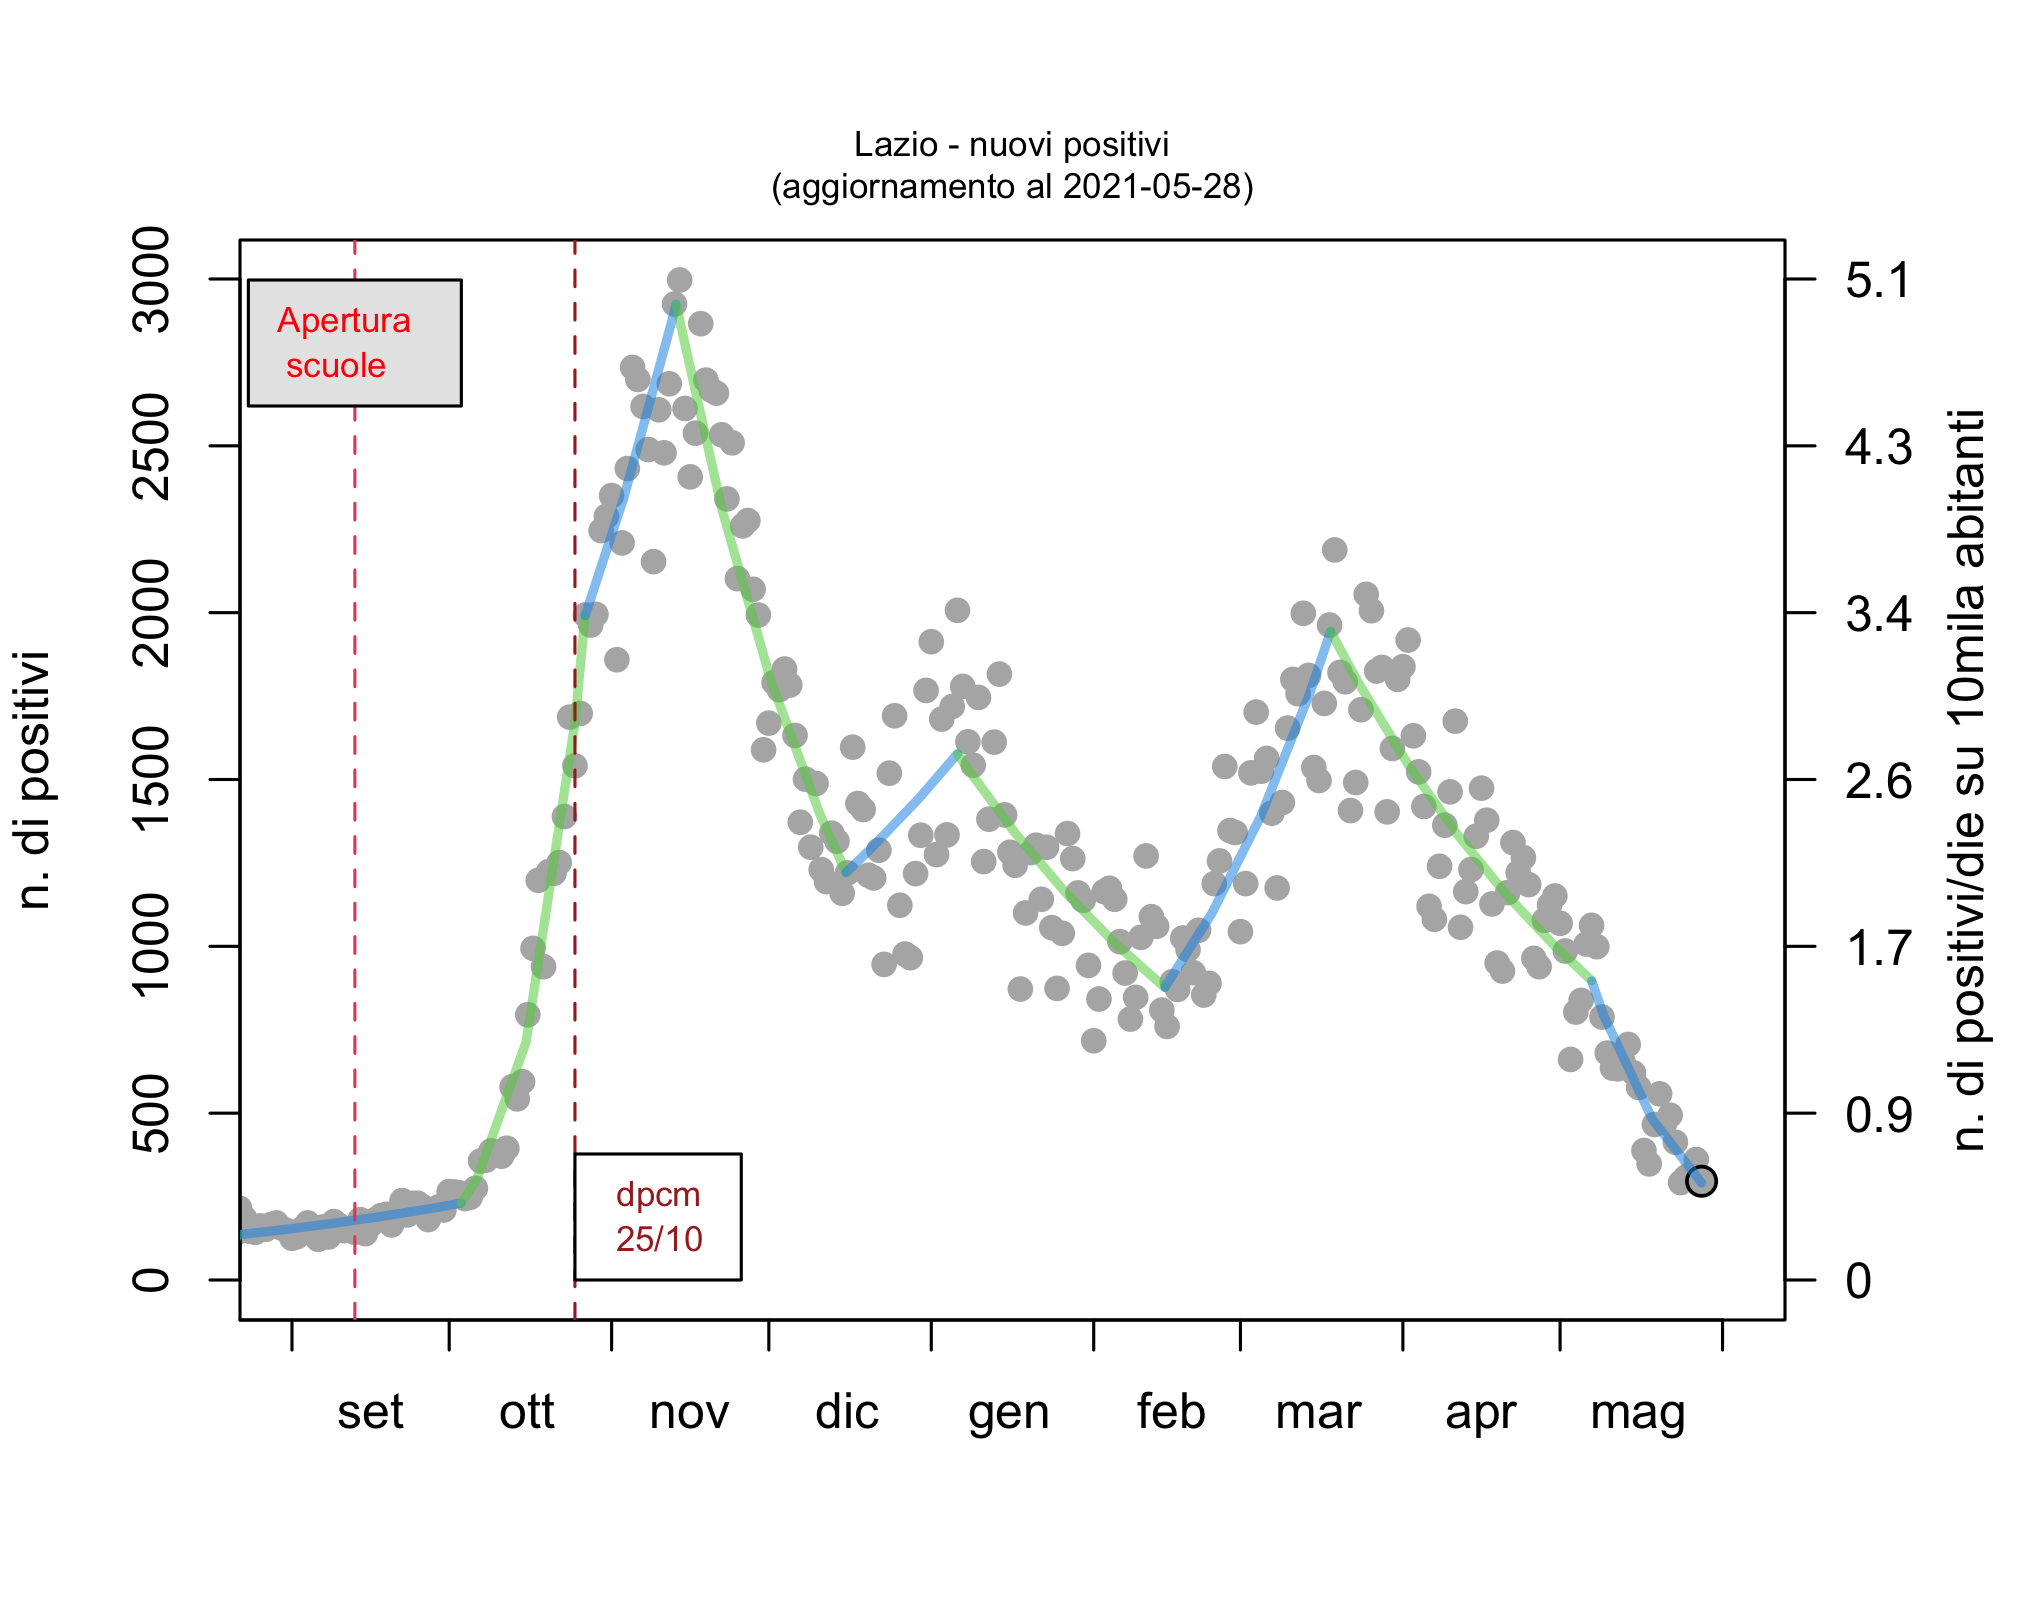 Lazio - nuovi positivi
(aggiornamento al 2021-05-28)
n. di positivi
3000
2500
2000
1500
1000
500
0
Apertura
scuole
dpcm
25/10
5.1
4.3
3.4
2.6
1.7
0.9
0
n. di positivi/die su 10mila abitanti
set ott nov dic gen feb mar apr mag